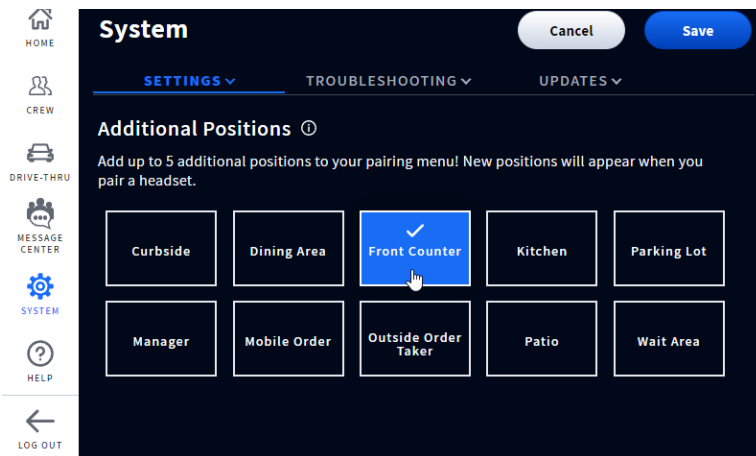 HOME
CREW
DRIVE-THRU
MESSAGE
CENTER
SYSTEM
HELP
LOG OUT
System
Cancel
Save
SETTINGS
TROUBLESHOOTING
UPDATES
Additional Positions
Add up to 5 additional positions to your pairing menu! New positions will appear when you
pair a headset.
Curbside
Dining Area
Front Counter
Kitchen
Parking Lot
Manager
Mobile Order
Outside Order
Taker
Patio
Wait Area